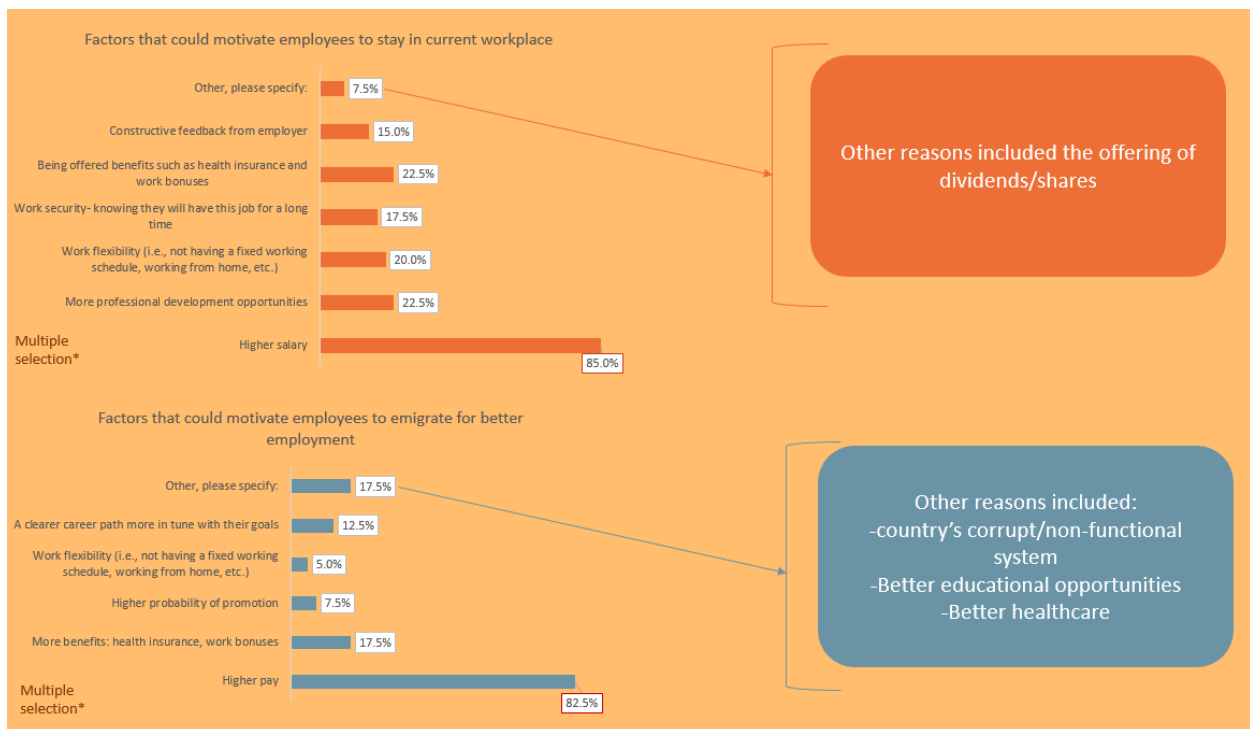 Factors that could motivate employees to stay in current workplace
Other, please specify:
7.5%
Constructive feedback from employer
15.0%
Being offered benefits such as health insurance and
work bonuses
22.5%
Work security- knowing they will have this job for a long
time
17.5%
Work flexibility (i.e., not having a fixed working
schedule, working from home, etc.)
20.0%
More professional development opportunities
22.5%
Higher salary
85.0%
Multiple
selection*
Other reasons included the offering of
dividends/shares
Factors that could motivate employees to emigrate for better
employment
Other, please specify:
17.5%
A clearer career path more in tune with their goals
12.5%
Work flexibility (i.e., not having a fixed working
schedule, working from home, etc.)
5.0%
Higher probability of promotion
7.5%
More benefits: health insurance, work bonuses
17.5%
Higher pay
82.5%
Multiple
selection*
Other reasons included:
-country’s corrupt/non-functional
system
-Better educational opportunities
-Better healthcare